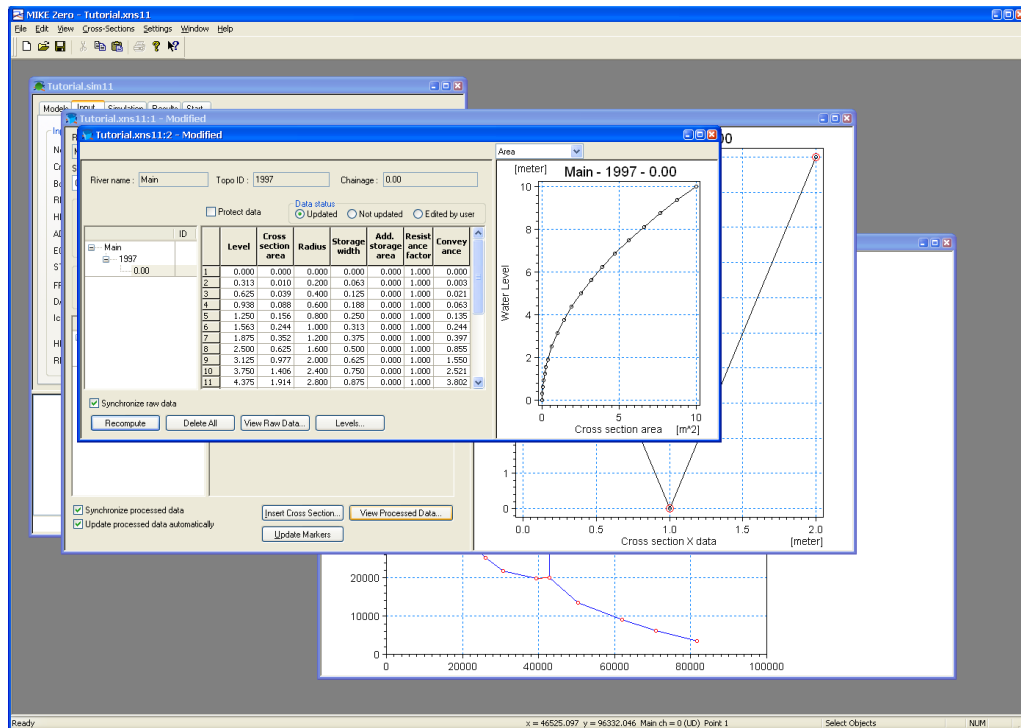 MIKE Zero - Tutorial.xns11
File Edit View Cross-Sections Settings Window Help
Tutorial.sim11
Models Input Simulation Results Start
Tutorial.xns11:1 - Modified
Tutorial.xns11:2 - Modified
River name : Main Topo ID : 1997 Chainage : 0.00
Protect data
Data status
Updated Not updated Edited by user
ID
Main
1997
0.00
Level Cross section area Radius Storage width Add. storage area Resist ance factor Convey ance
1 0.000 0.000 0.000 0.000 0.000 1.000 0.000
2 0.313 0.010 0.200 0.063 0.000 1.000 0.003
3 0.625 0.039 0.400 0.125 0.000 1.000 0.021
4 0.938 0.088 0.600 0.188 0.000 1.000 0.063
5 1.250 0.156 0.800 0.250 0.000 1.000 0.135
6 1.563 0.244 1.000 0.313 0.000 1.000 0.244
7 1.875 0.352 1.200 0.375 0.000 1.000 0.397
8 2.500 0.625 1.600 0.500 0.000 1.000 0.855
9 3.125 0.977 2.000 0.625 0.000 1.000 1.550
10 3.750 1.406 2.400 0.750 0.000 1.000 2.521
11 4.375 1.914 2.800 0.875 0.000 1.000 3.802
Synchronize raw data
Recompute Delete All View Raw Data... Levels...
Area
[meter] Main - 1997 - 0.00
10
8
6
4
2
0
Water Level
0 5 10
Cross section area [m^2]
00
1
0
0.0 0.5 1.0 1.5 2.0
Cross section X data [meter]
Synchronize processed data
Update processed data automatically
Insert Cross Section... View Processed Data...
Update Markers
20000
10000
0
0 20000 40000 60000 80000 100000
Ready x = 46525.097 y = 96332.046 Main ch = 0 (UD) Point 1 Select Objects NUM